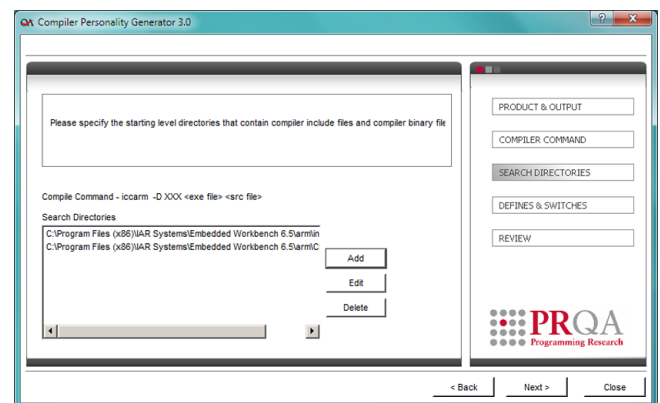 QA Compiler Personality Generator 3.0
Please specify the starting level directories that contain compiler include files and compiler binary file
Compile Command - iccarm -D XXX <exe file> <src file>
Search Directories
C:\Program Files (x86)\IAR Systems\Embedded Workbench 6.5\arm\in
C:\Program Files (x86)\IAR Systems\Embedded Workbench 6.5\arm\C
Add
Edit
Delete
PRODUCT & OUTPUT
COMPILER COMMAND
SEARCH DIRECTORIES
DEFINES & SWITCHES
REVIEW
PRQA
Programming Research
< Back
Next >
Close